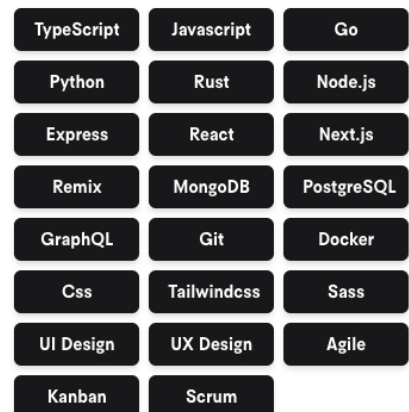 TypeScript Javascript Go
Python Rust Node.js
Express React Next.js
Remix MongoDB PostgreSQL
GraphQL Git Docker
Css Tailwindcss Sass
UI Design UX Design Agile
Kanban Scrum